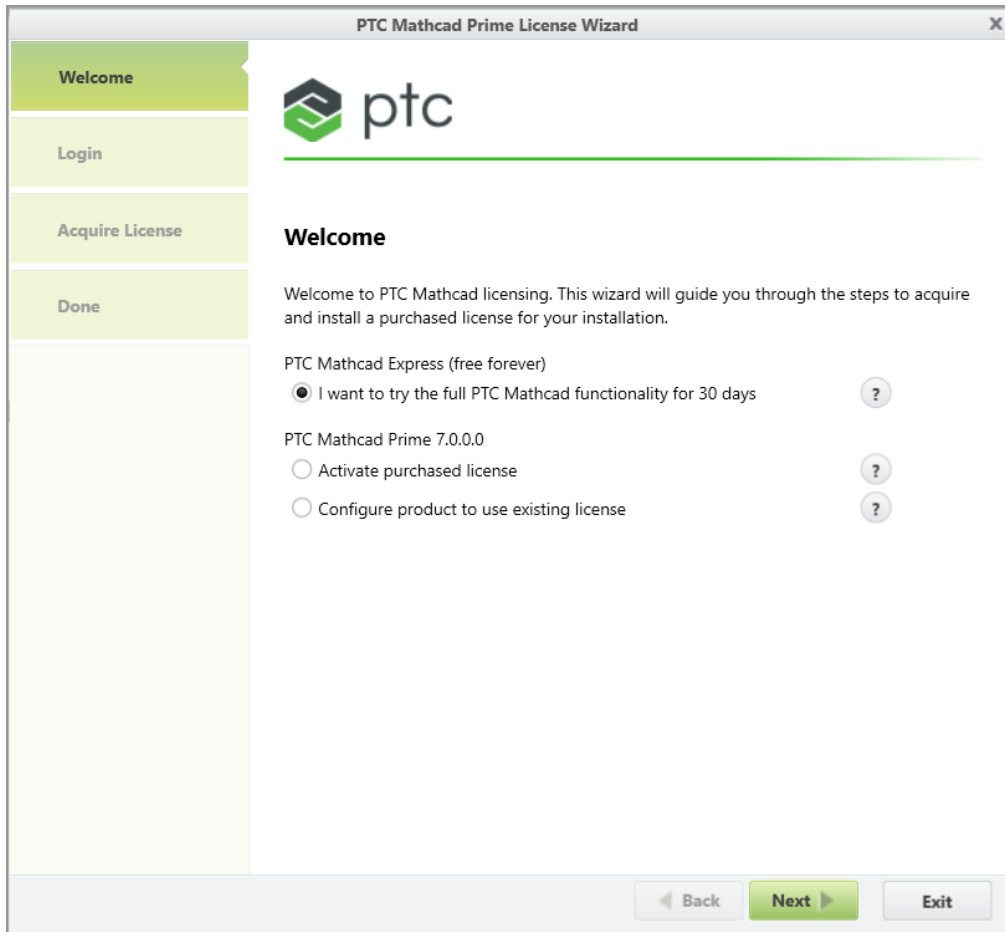 PTC Mathcad Prime License Wizard
x
Welcome
Login
Acquire License
Done
ptc
Welcome
Welcome to PTC Mathcad licensing. This wizard will guide you through the steps to acquire
and install a purchased license for your installation.
PTC Mathcad Express (free forever)
I want to try the full PTC Mathcad functionality for 30 days
?
PTC Mathcad Prime 7.0.0.0
Activate purchased license
?
Configure product to use existing license
?
Back
Next
Exit